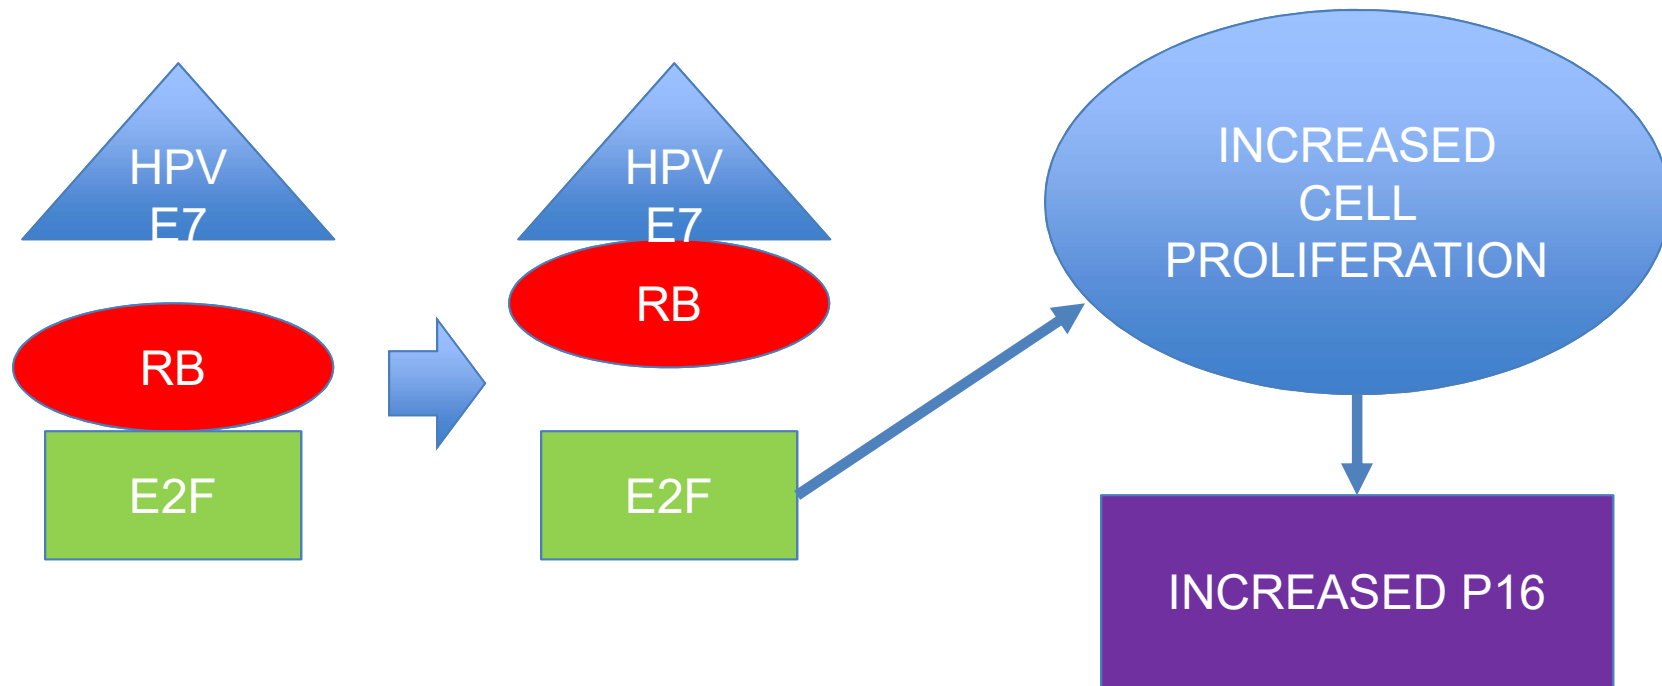 HPV
E7
RB
E2F
HPV
E7
RB
E2F
INCREASED
CELL
PROLIFERATION
INCREASED P16